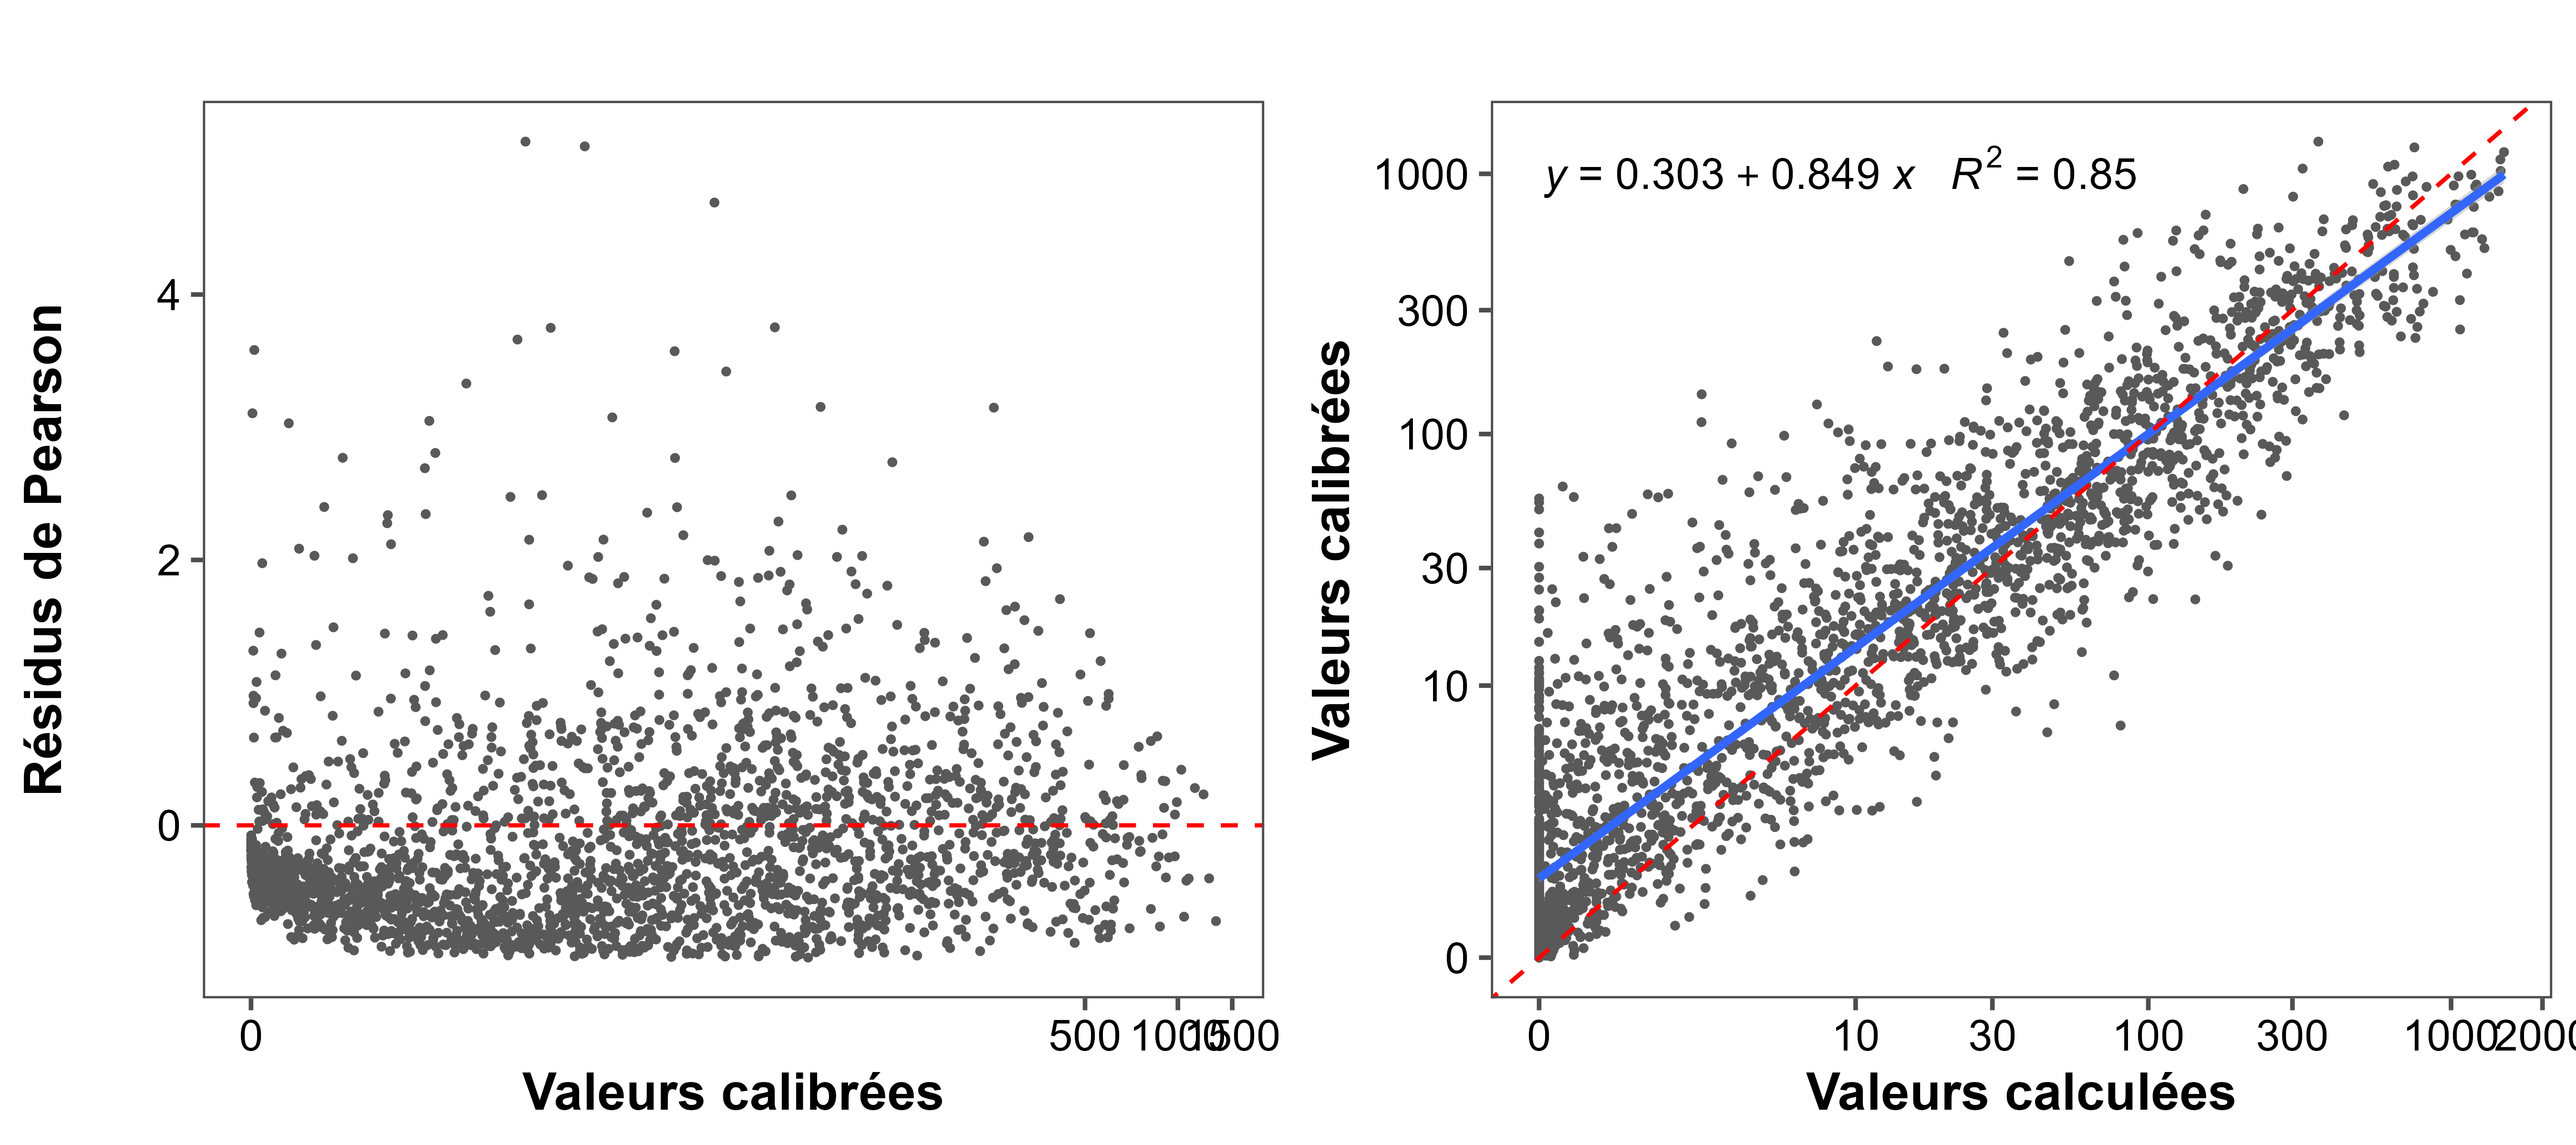 Résidus de Pearson
4
2
0
0 500 1000 1500
Valeurs calibrées
y = 0.303 + 0.849 x R² = 0.85
Valeurs calibrées
1000
300
100
30
10
0
0 10 30 100 300 1000 2000
Valeurs calculées